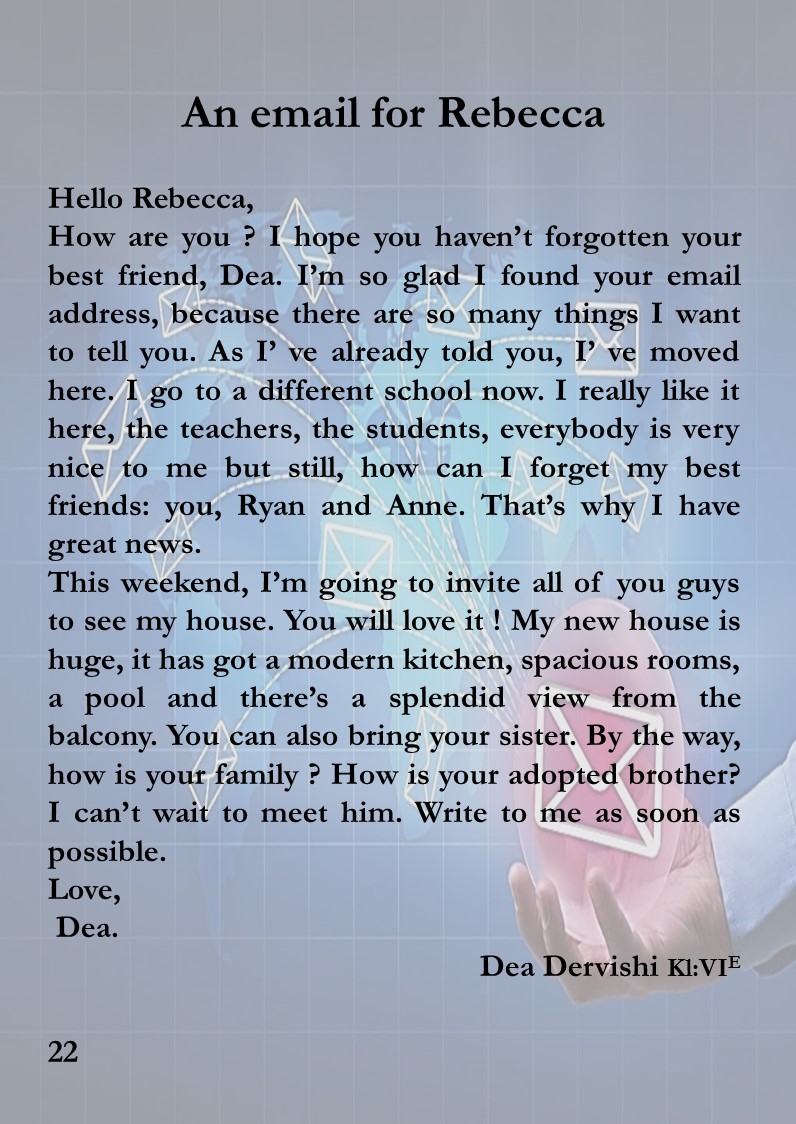 An email for Rebecca
Hello Rebecca,
How are you ? I hope you haven’t forgotten your
best friend, Dea. I’m so glad I found your email
address, because there are so many things I want
to tell you. As I’ ve already told you, I’ ve moved
here. I go to a different school now. I really like it
here, the teachers, the students, everybody is very
nice to me but still, how can I forget my best
friends: you, Ryan and Anne. That’s why I have
great news.
This weekend, I’m going to invite all of you guys
to see my house. You will love it ! My new house is
huge, it has got a modern kitchen, spacious rooms,
a pool and there’s a splendid view from the
balcony. You can also bring your sister. By the way,
how is your family ? How is your adopted brother?
I can’t wait to meet him. Write to me as soon as
possible.
Love,
Dea.
Dea Dervishi Kl:VIᴱ
22